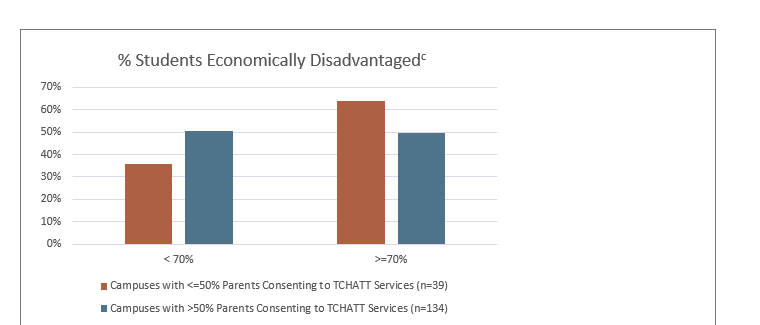 % Students Economically Disadvantagedᶜ
70%
60%
50%
40%
30%
20%
10%
0%
< 70% >=70%
Campuses with <=50% Parents Consenting to TCHATT Services (n=39)
Campuses with >50% Parents Consenting to TCHATT Services (n=134)